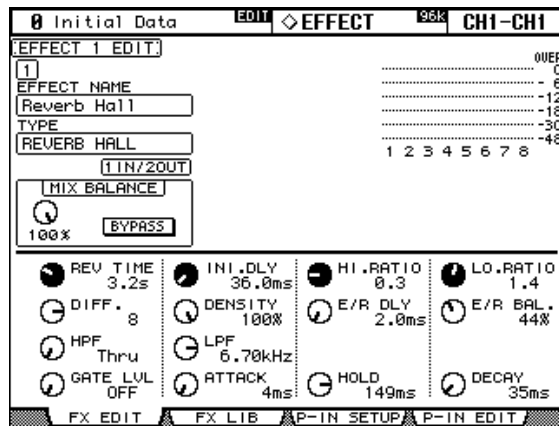 0 Initial Data EDIT ◇EFFECT 96k CH1-CH1
EFFECT 1 EDIT
1
EFFECT NAME
Reverb Hall
TYPE
REVERB HALL
1 IN/2OUT
MIX BALANCE
100%
BYPASS
OVER
0
- 6
-12
-18
-30
-48
1 2 3 4 5 6 7 8
REV TIME INI.DLY HI.RATIO LO.RATIO
3.2s 36.0ms 0.3 1.4
DIFF. DENSITY E/R DLY E/R BAL.
8 100% 2.0ms 44%
HPF LPF
Thru 6.70kHz
GATE LVL ATTACK HOLD DECAY
OFF 4ms 149ms 35ms
FX EDIT FX LIB P-IN SETUP P-IN EDIT